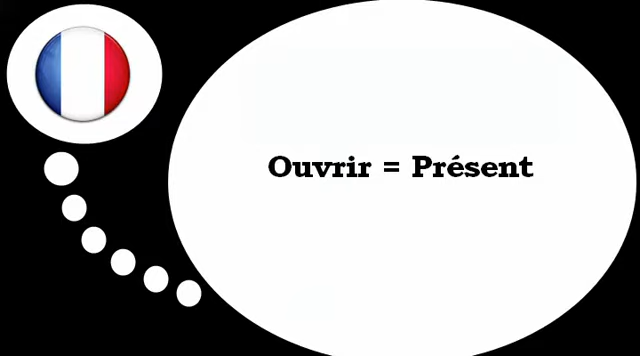 Ouvrir = Présent